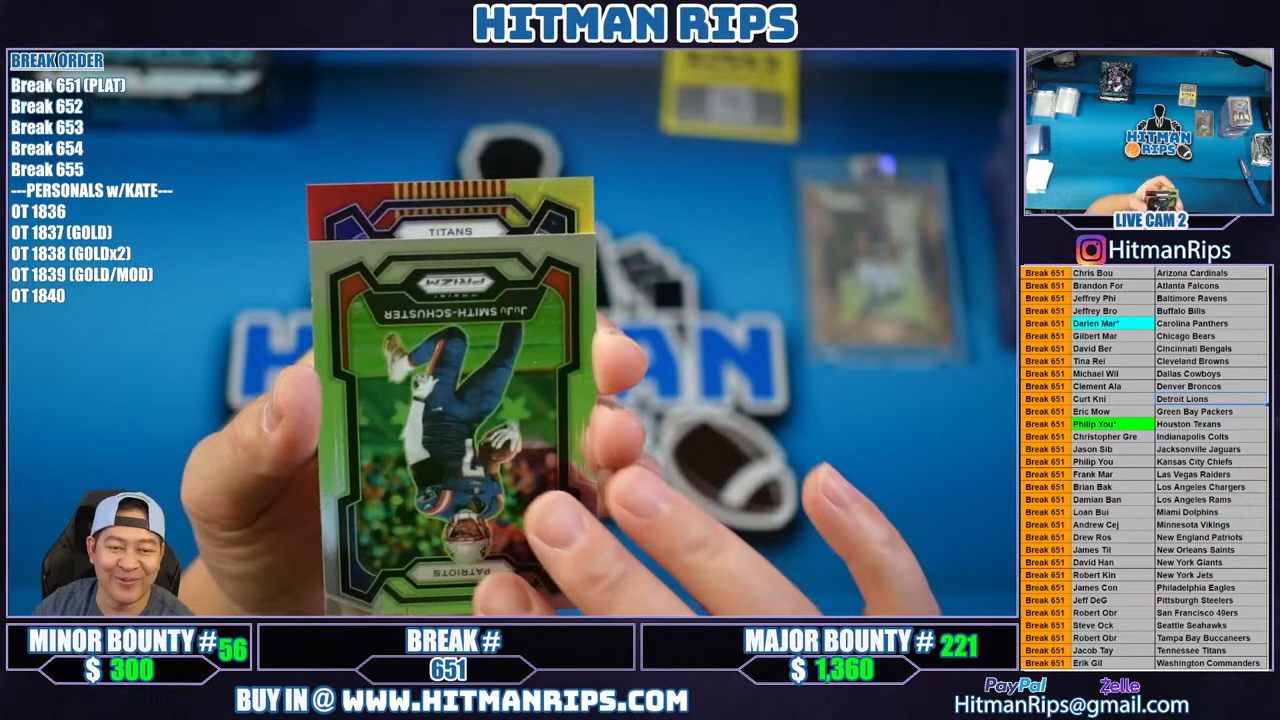 HITMAN RIPS
BREAK ORDER
Break 651 (PLAT)
Break 652
Break 653
Break 654
Break 655
---PERSONALS w/KATE---
OT 1836
OT 1837 (GOLD)
OT 1838 (GOLDx2)
OT 1839 (GOLD/MOD)
OT 1840
TITANS
PRIZM
JuJu SMITH-SCHUSTER
PATRIOTS
HITMAN
RIPS
LIVE CAM 2
HitmanRips
Break 651 Chris Bou Arizona Cardinals
Break 651 Brandon For Atlanta Falcons
Break 651 Jeffrey Phi Baltimore Ravens
Break 651 Jeffrey Bro Buffalo Bills
Break 651 Darien Mar* Carolina Panthers
Break 651 Gilbert Mar Chicago Bears
Break 651 David Ber Cincinnati Bengals
Break 651 Tina Rei Cleveland Browns
Break 651 Michael Wil Dallas Cowboys
Break 651 Clement Ala Denver Broncos
Break 651 Curt Kni Detroit Lions
Break 651 Eric Mow Green Bay Packers
Break 651 Philip You* Houston Texans
Break 651 Christopher Gre Indianapolis Colts
Break 651 Jason Sib Jacksonville Jaguars
Break 651 Philip You Kansas City Chiefs
Break 651 Frank Mar Las Vegas Raiders
Break 651 Brian Bak Los Angeles Chargers
Break 651 Damian Ban Los Angeles Rams
Break 651 Loan Bui Miami Dolphins
Break 651 Andrew Cej Minnesota Vikings
Break 651 Drew Ros New England Patriots
Break 651 James Til New Orleans Saints
Break 651 David Han New York Giants
Break 651 Robert Kin New York Jets
Break 651 James Con Philadelphia Eagles
Break 651 Jeff DeG Pittsburgh Steelers
Break 651 Robert Obr San Francisco 49ers
Break 651 Steve Ock Seattle Seahawks
Break 651 Robert Obr Tampa Bay Buccaneers
Break 651 Jacob Tay Tennessee Titans
Break 651 Erik Gil Washington Commanders
MINOR BOUNTY # 56
$ 300
BREAK #
651
MAJOR BOUNTY # 221
$ 1,360
BUY IN @ WWW.HITMANRIPS.COM
PayPal Zelle
HitmanRips@gmail.com